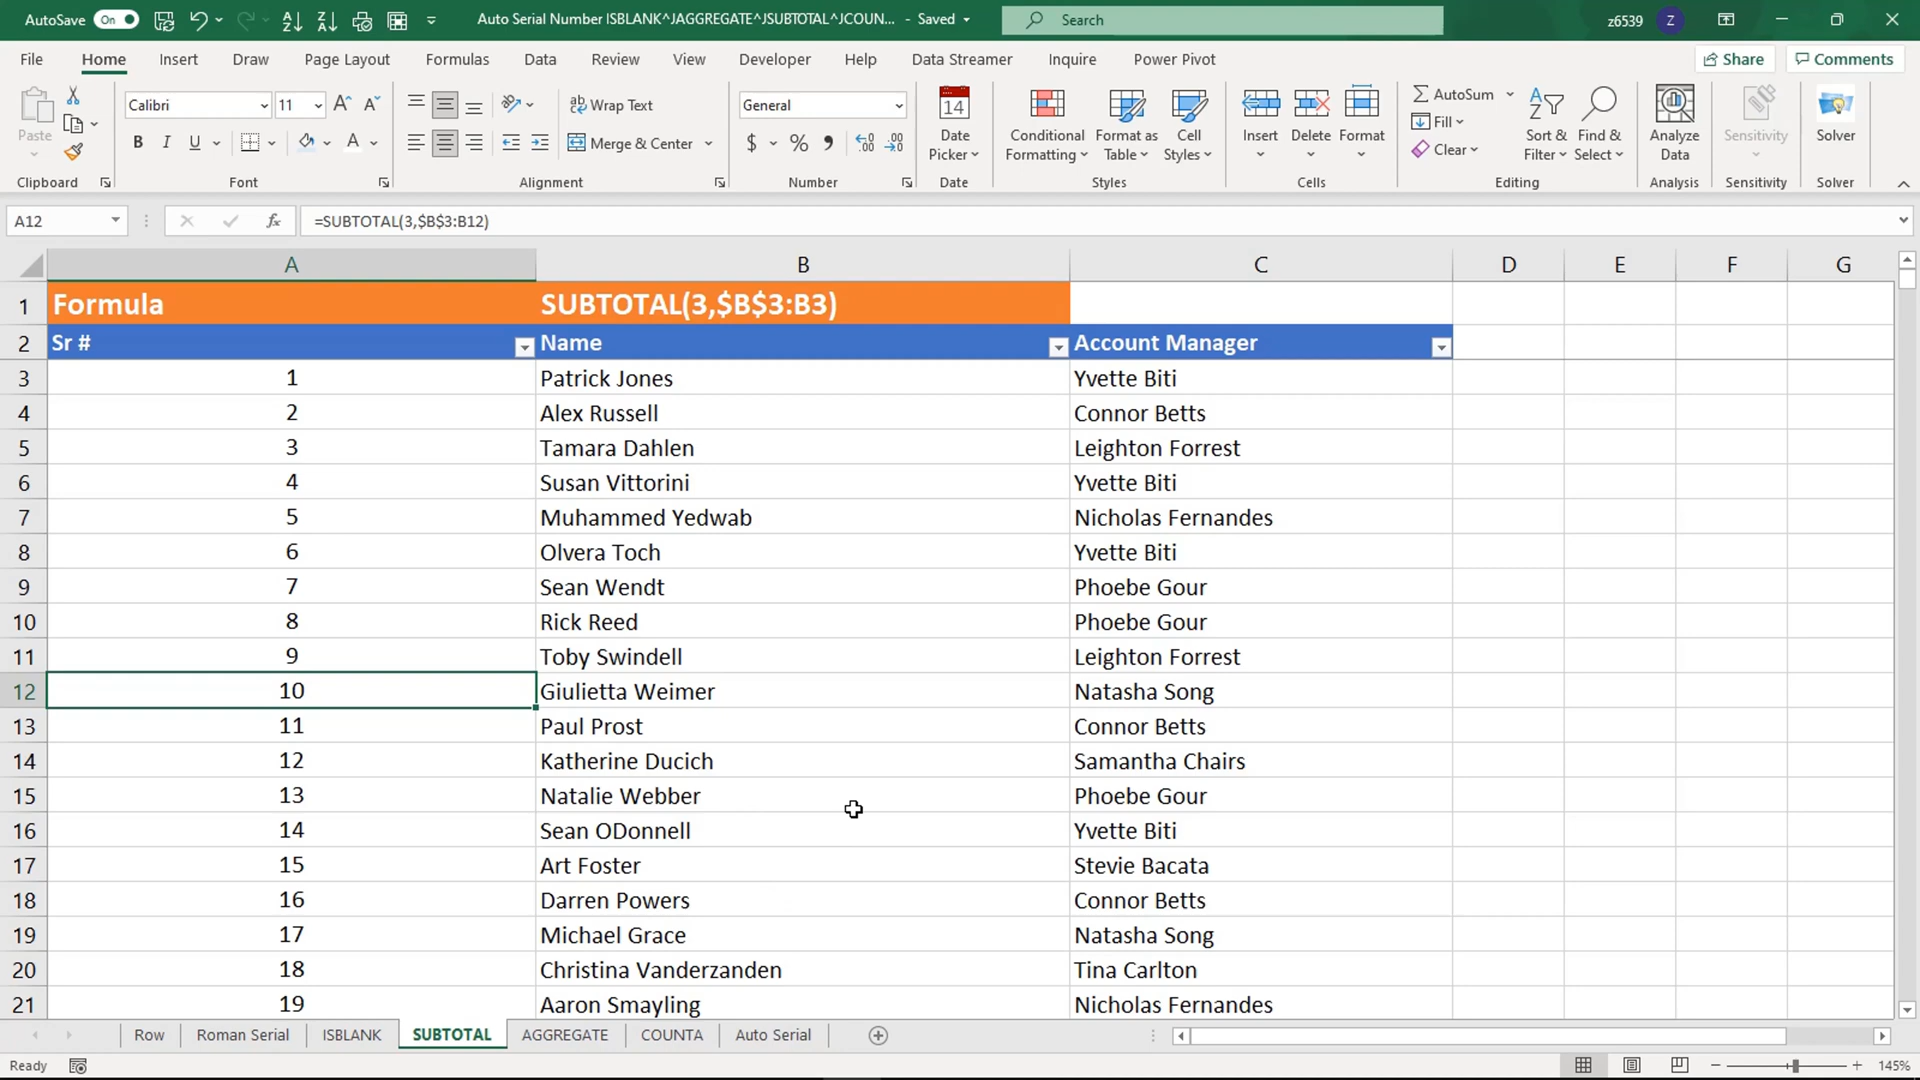 AutoSave On Auto Serial Number ISBLANK^JAGGREGATE^JSUBTOTAL^JCOUN... - Saved Search z6539 Z
File Home Insert Draw Page Layout Formulas Data Review View Developer Help Data Streamer Inquire Power Pivot Share Comments
Calibri 11 Wrap Text General AutoSum
Paste Date Picker Conditional Formatting Format as Table Cell Styles Insert Delete Format Fill Sort & Filter Find & Select Analyze Data Sensitivity Solver
14
B I U A Merge & Center $ % Clear
Clipboard Font Alignment Number Date Styles Cells Editing Analysis Sensitivity Solver
A12 fx =SUBTOTAL(3,$B$3:B12)
A B C D E F G
1 Formula SUBTOTAL(3,$B$3:B3)
2 Sr # Name Account Manager
3 1 Patrick Jones Yvette Biti
4 2 Alex Russell Connor Betts
5 3 Tamara Dahlen Leighton Forrest
6 4 Susan Vittorini Yvette Biti
7 5 Muhammed Yedwab Nicholas Fernandes
8 6 Olvera Toch Yvette Biti
9 7 Sean Wendt Phoebe Gour
10 8 Rick Reed Phoebe Gour
11 9 Toby Swindell Leighton Forrest
12 10 Giulietta Weimer Natasha Song
13 11 Paul Prost Connor Betts
14 12 Katherine Ducich Samantha Chairs
15 13 Natalie Webber Phoebe Gour
16 14 Sean ODonnell Yvette Biti
17 15 Art Foster Stevie Bacata
18 16 Darren Powers Connor Betts
19 17 Michael Grace Natasha Song
20 18 Christina Vanderzanden Tina Carlton
21 19 Aaron Smayling Nicholas Fernandes
Row Roman Serial ISBLANK SUBTOTAL AGGREGATE COUNTA Auto Serial
Ready 145%